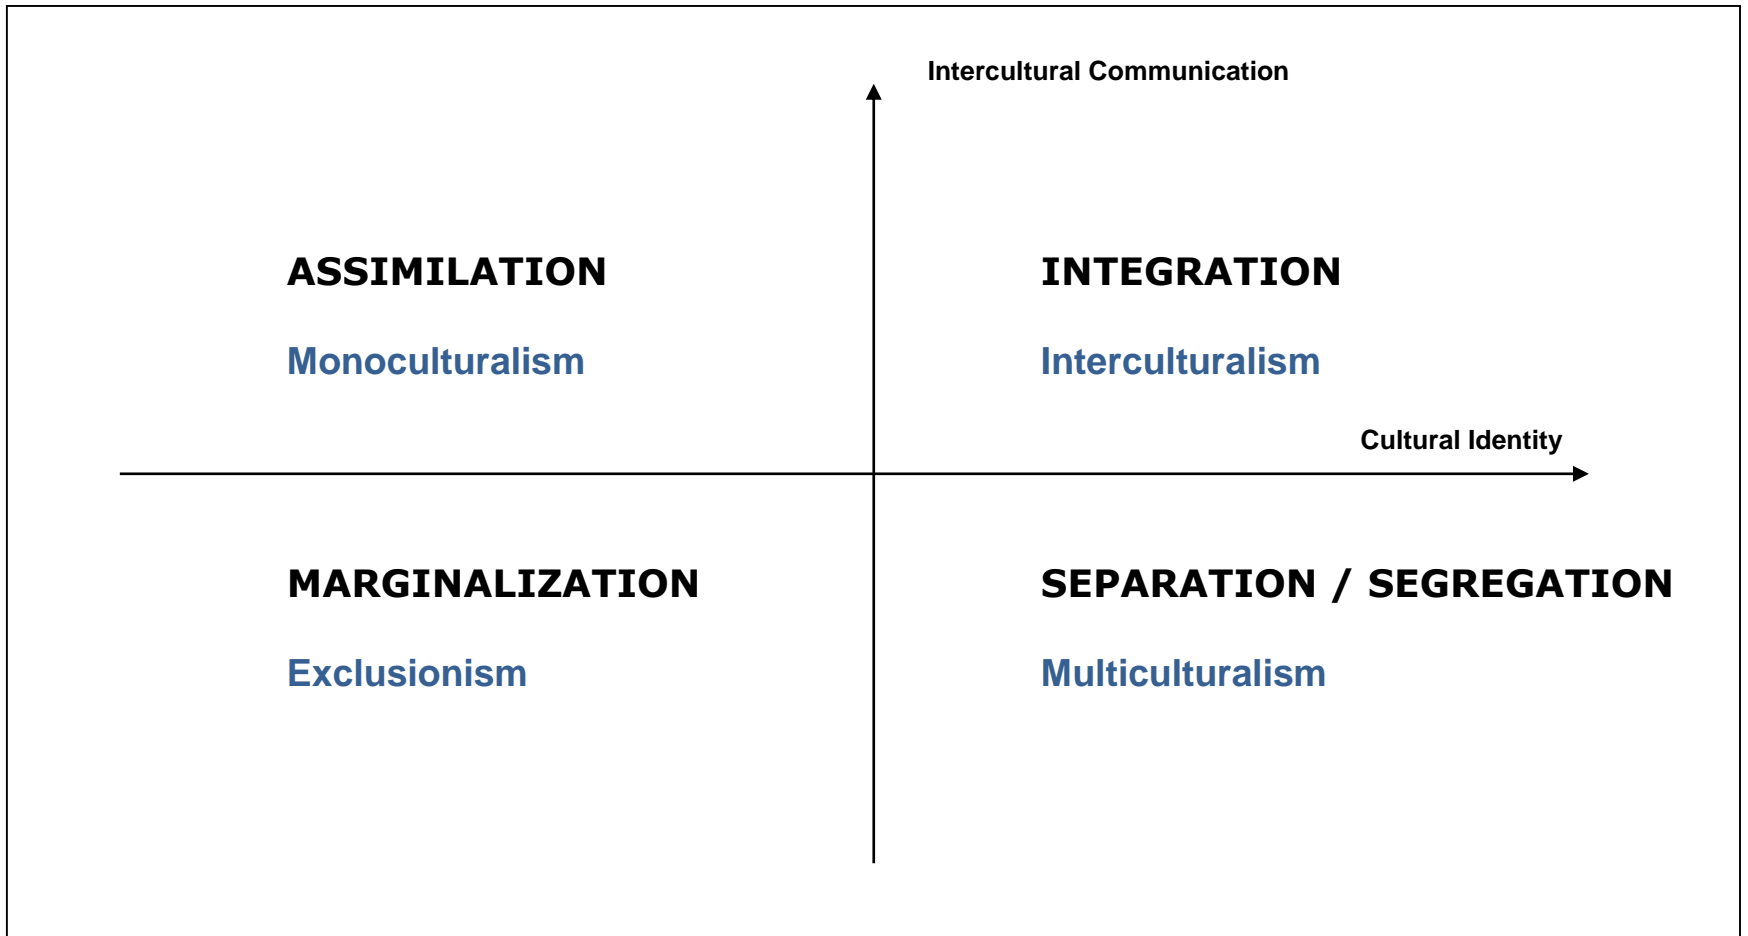 Intercultural Communication
ASSIMILATION
INTEGRATION
Monoculturalism
Interculturalism
Cultural Identity
MARGINALIZATION
SEPARATION / SEGREGATION
Exclusionism
Multiculturalism